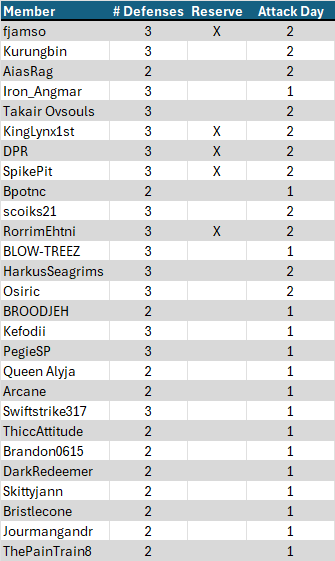 Member # Defenses Reserve Attack Day
fjamso 3 X 2
Kurungbin 3 2
AiasRag 2 2
Iron_Angmar 3 1
Takair Ovsouls 3 2
KingLynx1st 3 X 2
DPR 3 X 2
SpikePit 3 X 2
Bpotnc 2 1
scoiks21 3 2
RorrimEhtni 3 X 2
BLOW-TREEZ 3 1
HarkusSeagrims 3 2
Osiric 3 2
BROODJEH 2 1
Kefodii 3 1
PegieSP 3 1
Queen Alyja 2 1
Arcane 2 1
Swiftstrike317 3 1
ThiccAttitude 2 1
Brandon0615 2 1
DarkRedeemer 2 1
Skittyjann 2 1
Bristlecone 2 1
Jourmangandr 2 1
ThePainTrain8 2 1